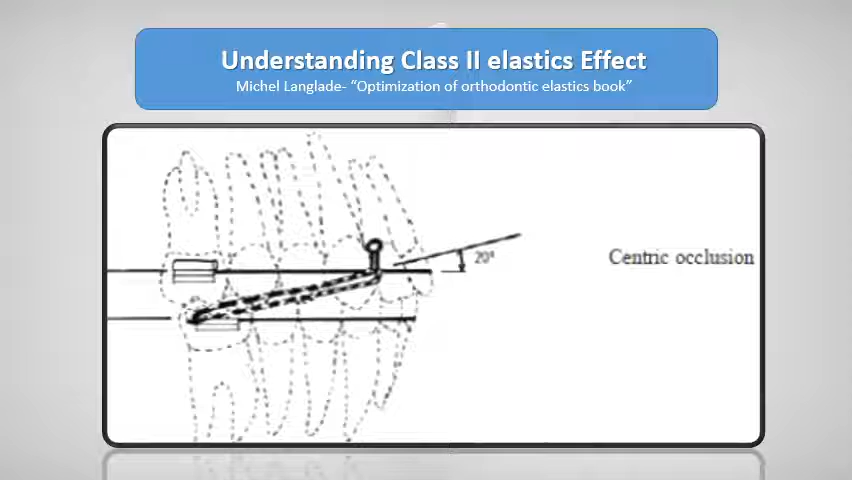 Understanding Class II elastics Effect
Michel Langlade- “Optimization of orthodontic elastics book”
20°
Centric occlusion